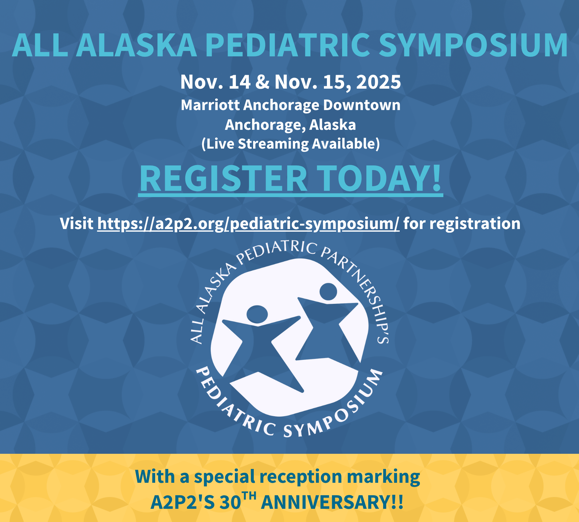 ALL ALASKA PEDIATRIC SYMPOSIUM
Nov. 14 & Nov. 15, 2025
Marriott Anchorage Downtown
Anchorage, Alaska
(Live Streaming Available)
REGISTER TODAY!
Visit https://a2p2.org/pediatric-symposium/ for registration
ALL ALASKA PEDIATRIC PARTNERSHIP'S
PEDIATRIC SYMPOSIUM
With a special reception marking
A2P2'S 30TH ANNIVERSARY!!